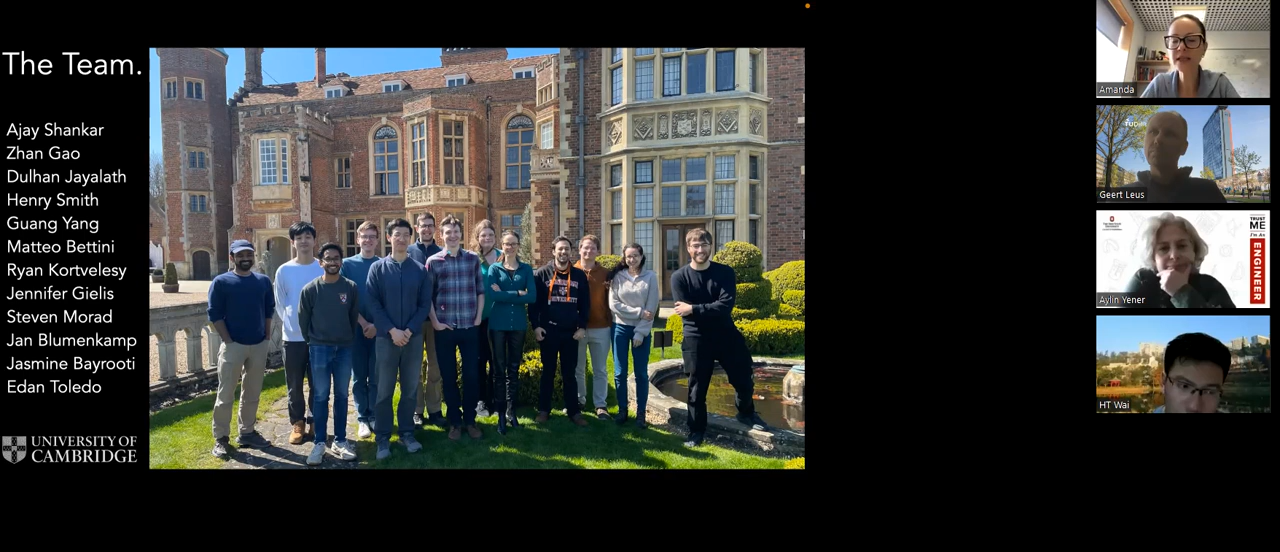 The Team.
Ajay Shankar
Zhan Gao
Dulhan Jayalath
Henry Smith
Guang Yang
Matteo Bettini
Ryan Kortvelesy
Jennifer Gielis
Steven Morad
Jan Blumenkamp
Jasmine Bayrooti
Edan Toledo
UNIVERSITY OF
CAMBRIDGE
Amanda
Geert Leus
TRUST
ME
I'm An
ENGINEER
Aylin Yener
HT Wai